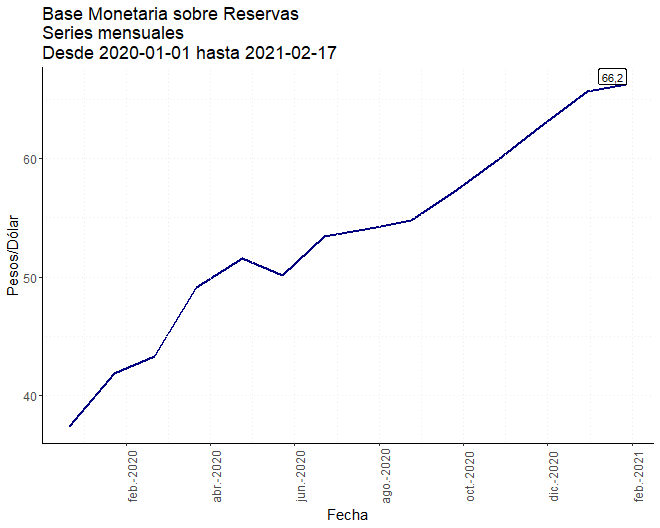 Base Monetaria sobre Reservas
Series mensuales
Desde 2020-01-01 hasta 2021-02-17
66,2
60
50
40
Pesos/Dólar
feb.-2020
abr.-2020
jun.-2020
ago.-2020
oct.-2020
dic.-2020
feb.-2021
Fecha